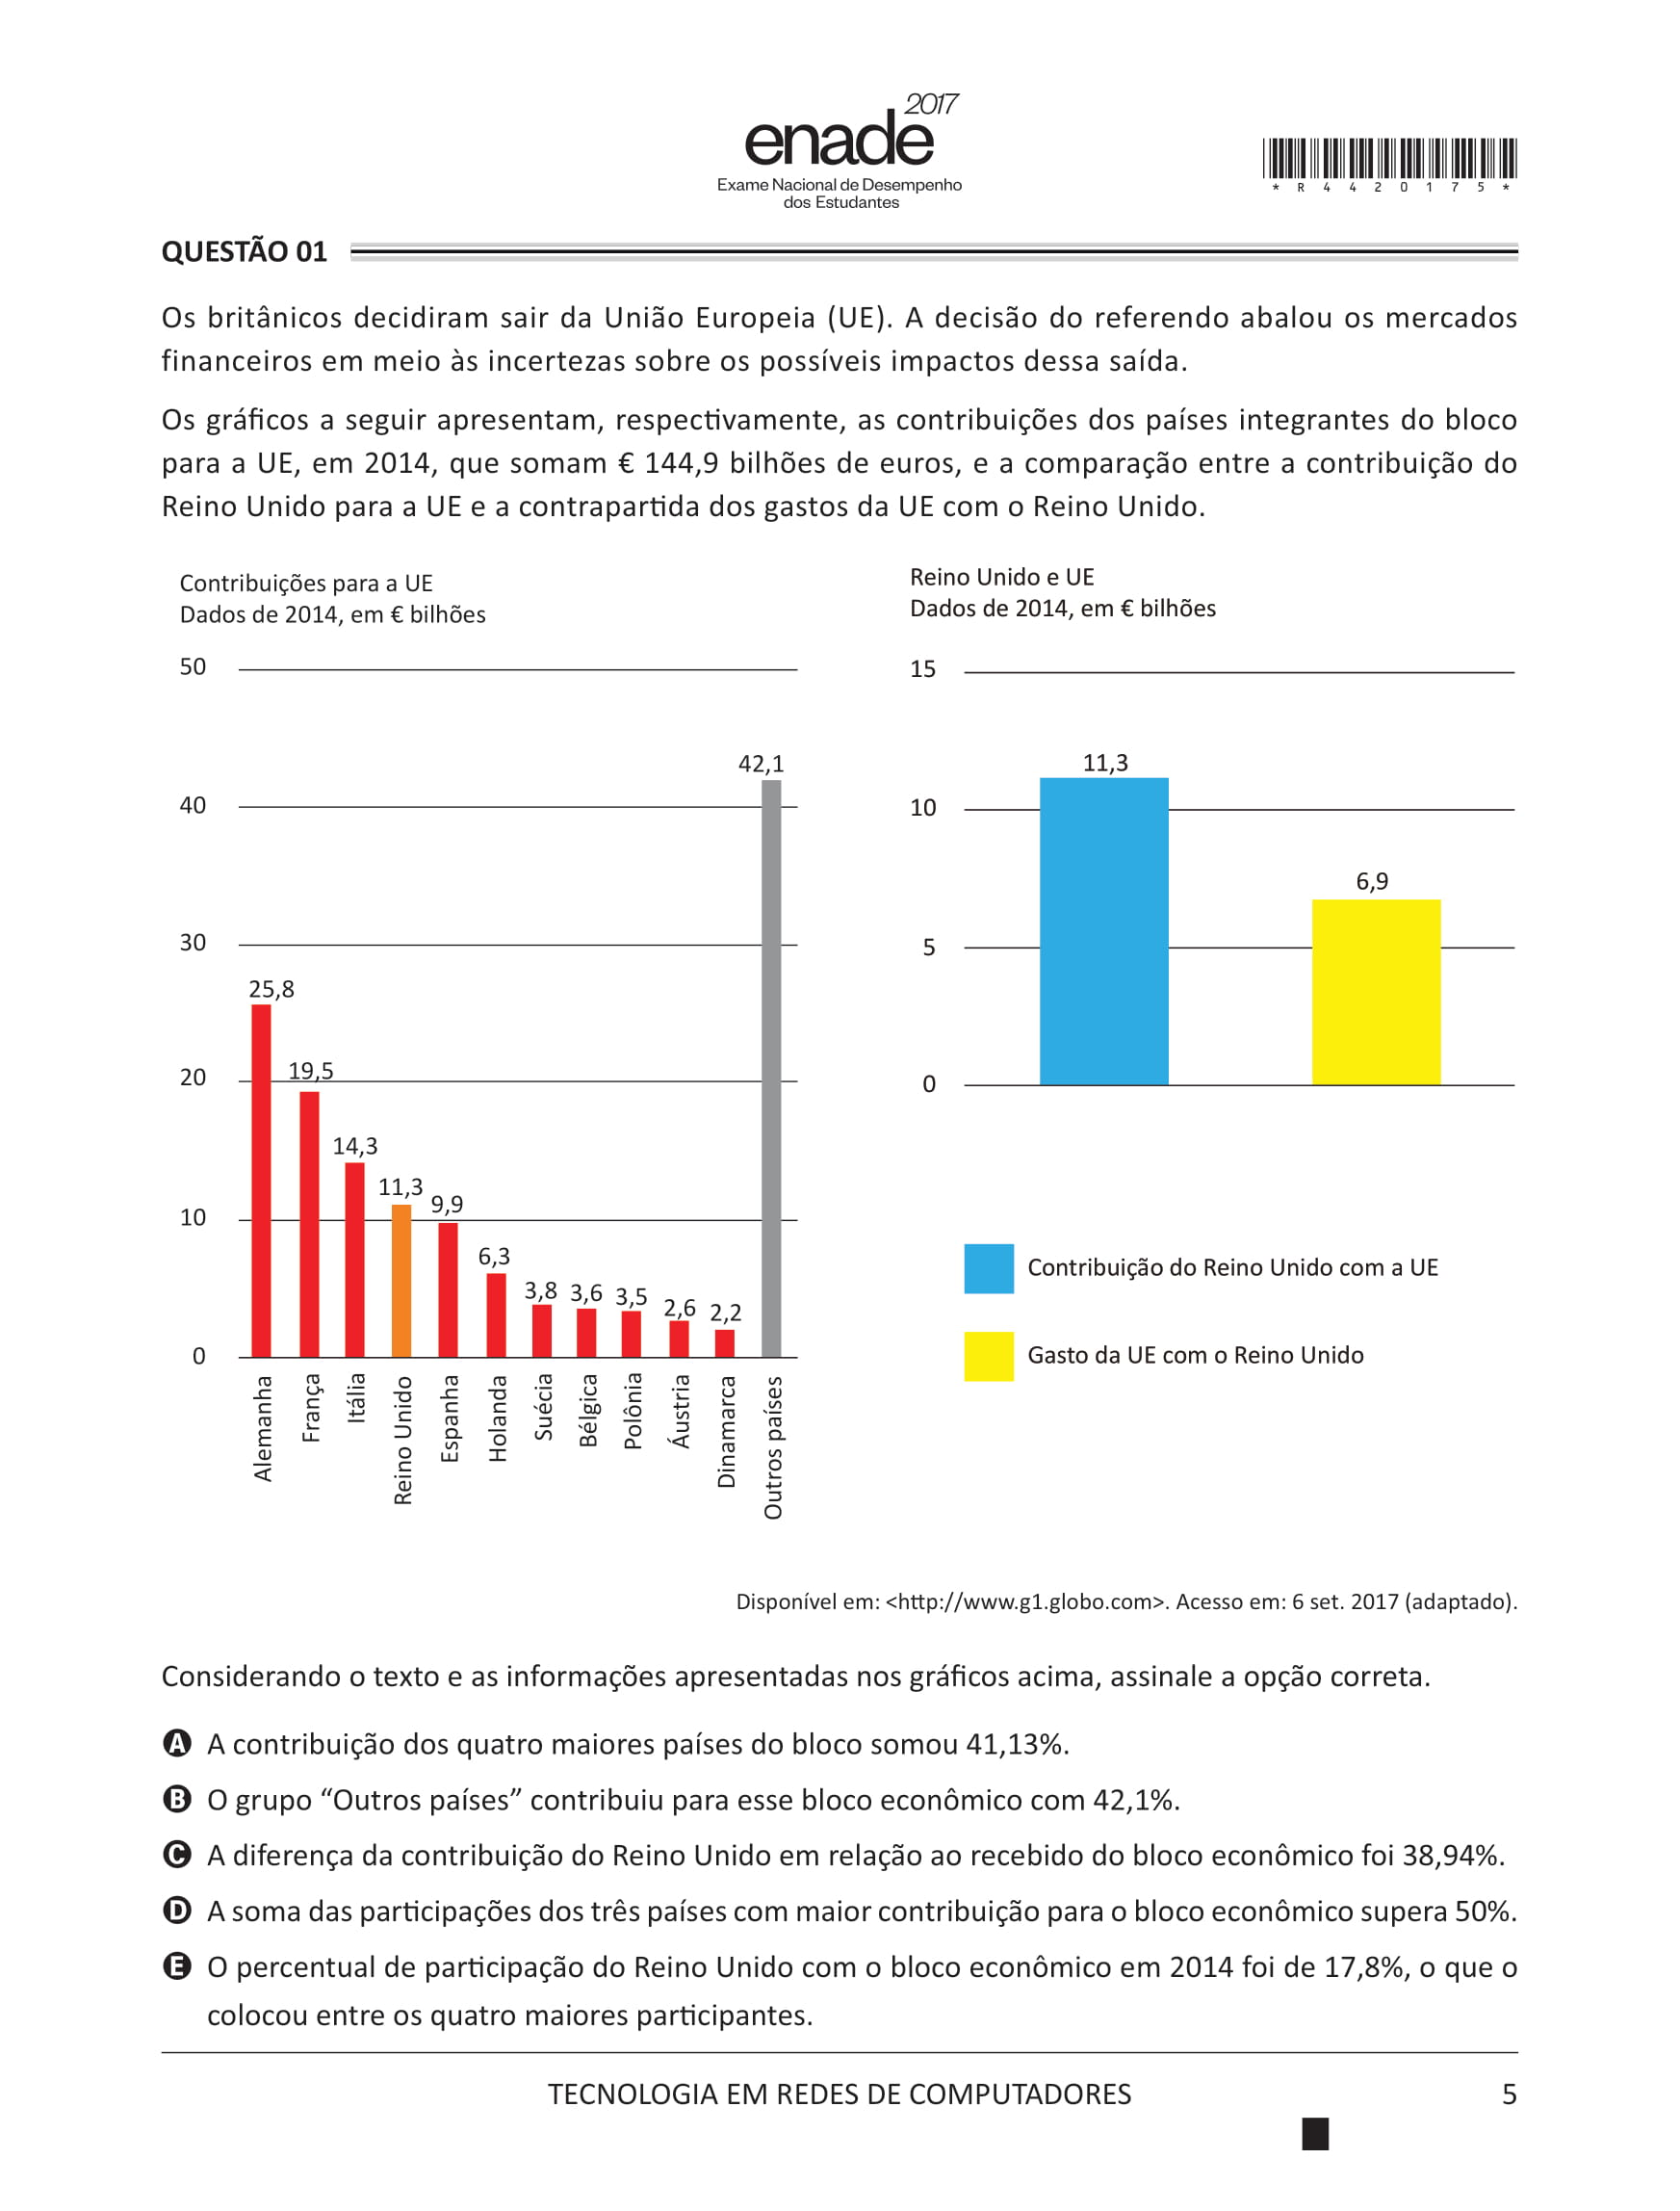 2017
enade
Exame Nacional de Desempenho
dos Estudantes
* R 4 4 2 0 1 7 5 *
QUESTÃO 01
Os britânicos decidiram sair da União Europeia (UE). A decisão do referendo abalou os mercados
financeiros em meio às incertezas sobre os possíveis impactos dessa saída.
Os gráficos a seguir apresentam, respectivamente, as contribuições dos países integrantes do bloco
para a UE, em 2014, que somam € 144,9 bilhões de euros, e a comparação entre a contribuição do
Reino Unido para a UE e a contrapartida dos gastos da UE com o Reino Unido.
Contribuições para a UE
Dados de 2014, em € bilhões
50
40
30
20
10
0
25,8
19,5
14,3
11,3
9,9
6,3
3,8
3,6
3,5
2,6
2,2
42,1
Alemanha
França
Itália
Reino Unido
Espanha
Holanda
Suécia
Bélgica
Polônia
Áustria
Dinamarca
Outros países
Reino Unido e UE
Dados de 2014, em € bilhões
15
10
5
0
11,3
6,9
Contribuição do Reino Unido com a UE
Gasto da UE com o Reino Unido
Disponível em: <http://www.g1.globo.com>. Acesso em: 6 set. 2017 (adaptado).
Considerando o texto e as informações apresentadas nos gráficos acima, assinale a opção correta.
A A contribuição dos quatro maiores países do bloco somou 41,13%.
B O grupo “Outros países” contribuiu para esse bloco econômico com 42,1%.
C A diferença da contribuição do Reino Unido em relação ao recebido do bloco econômico foi 38,94%.
D A soma das participações dos três países com maior contribuição para o bloco econômico supera 50%.
E O percentual de participação do Reino Unido com o bloco econômico em 2014 foi de 17,8%, o que o
colocou entre os quatro maiores participantes.
TECNOLOGIA EM REDES DE COMPUTADORES
5